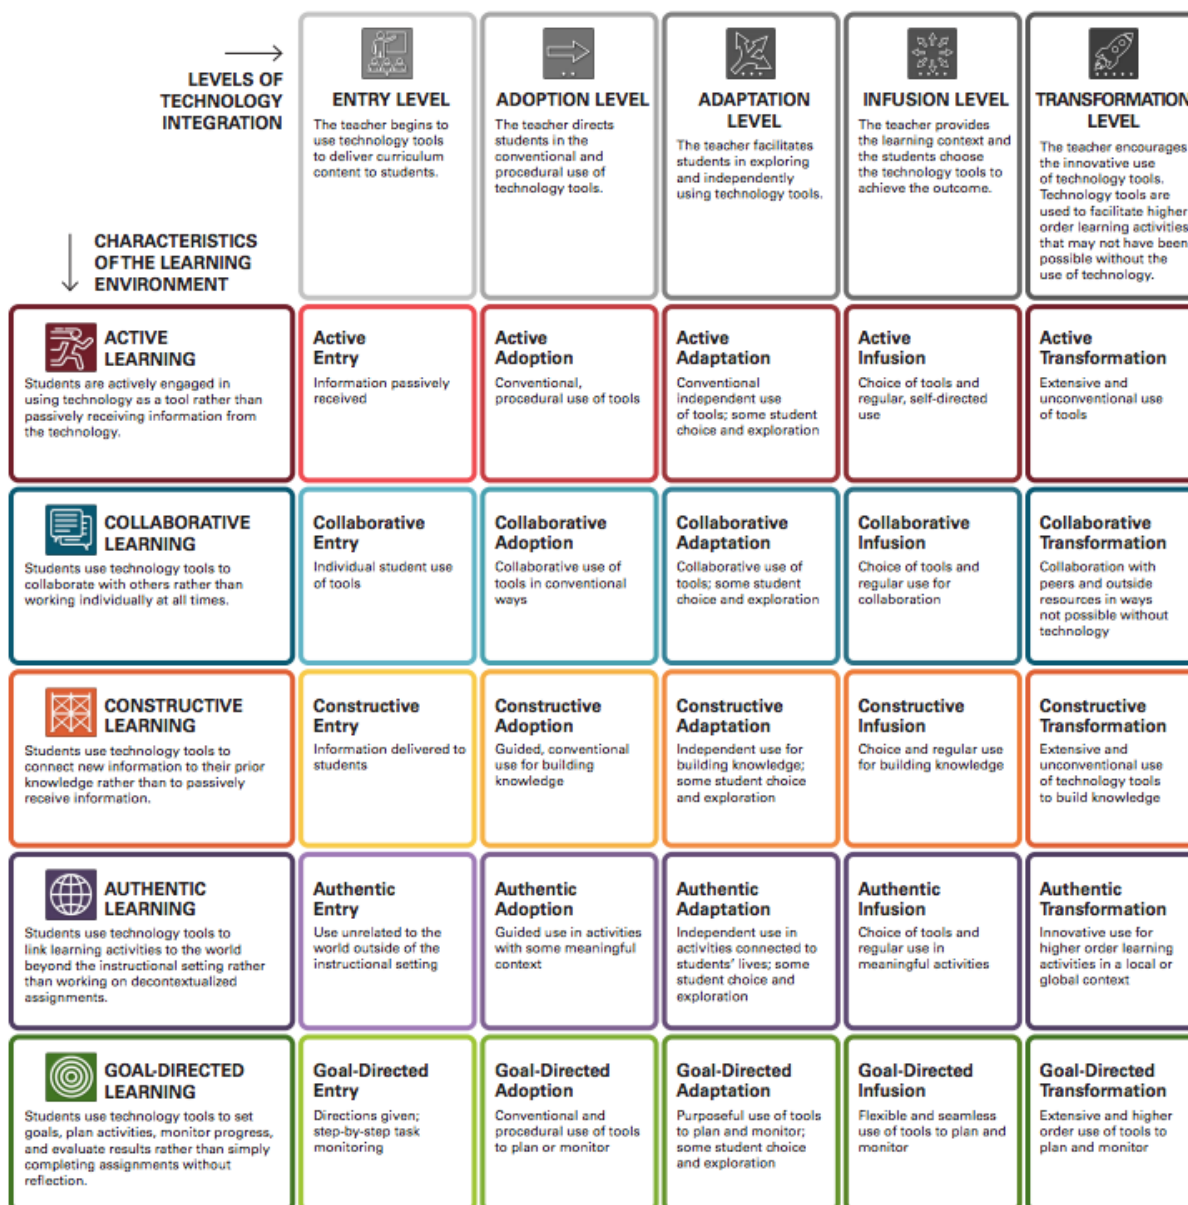 LEVELS OF
TECHNOLOGY
INTEGRATION
CHARACTERISTICS
OF THE LEARNING
ENVIRONMENT
ENTRY LEVEL
The teacher begins to
use technology tools
to deliver curriculum
content to students.
ADOPTION LEVEL
The teacher directs
students in the
conventional and
procedural use of
technology tools.
ADAPTATION
LEVEL
The teacher facilitates
students in exploring
and independently
using technology tools.
INFUSION LEVEL
The teacher provides
the learning context and
the students choose
the technology tools to
achieve the outcome.
TRANSFORMATION
LEVEL
The teacher encourages
the innovative use
of technology tools.
Technology tools are
used to facilitate higher
order learning activities
that may not have been
possible without the
use of technology.
ACTIVE
LEARNING
Students are actively engaged in
using technology as a tool rather than
passively receiving information from
the technology.
Active
Entry
Information passively
received
Active
Adoption
Conventional,
procedural use of tools
Active
Adaptation
Conventional
independent use
of tools; some student
choice and exploration
Active
Infusion
Choice of tools and
regular, self-directed
use
Active
Transformation
Extensive and
unconventional use
of tools
COLLABORATIVE
LEARNING
Students use technology tools to
collaborate with others rather than
working individually at all times.
Collaborative
Entry
Individual student use
of tools
Collaborative
Adoption
Collaborative use of
tools in conventional
ways
Collaborative
Adaptation
Collaborative use of
tools; some student
choice and exploration
Collaborative
Infusion
Choice of tools and
regular use for
collaboration
Collaborative
Transformation
Collaboration with
peers and outside
resources in ways
not possible without
technology
CONSTRUCTIVE
LEARNING
Students use technology tools to
connect new information to their prior
knowledge rather than to passively
receive information.
Constructive
Entry
Information delivered to
students
Constructive
Adoption
Guided, conventional
use for building
knowledge
Constructive
Adaptation
Independent use for
building knowledge;
some student choice
and exploration
Constructive
Infusion
Choice and regular use
for building knowledge
Constructive
Transformation
Extensive and
unconventional use
of technology tools
to build knowledge
AUTHENTIC
LEARNING
Students use technology tools to
link learning activities to the world
beyond the instructional setting rather
than working on decontextualized
assignments.
Authentic
Entry
Use unrelated to the
world outside of the
instructional setting
Authentic
Adoption
Guided use in activities
with some meaningful
context
Authentic
Adaptation
Independent use in
activities connected to
students' lives; some
student choice and
exploration
Authentic
Infusion
Choice of tools and
regular use in
meaningful activities
Authentic
Transformation
Innovative use for
higher order learning
activities in a local or
global context
GOAL-DIRECTED
LEARNING
Students use technology tools to set
goals, plan activities, monitor progress,
and evaluate results rather than simply
completing assignments without
reflection.
Goal-Directed
Entry
Directions given;
step-by-step task
monitoring
Goal-Directed
Adoption
Conventional and
procedural use of tools
to plan or monitor
Goal-Directed
Adaptation
Purposeful use of tools
to plan and monitor;
some student choice
and exploration
Goal-Directed
Infusion
Flexible and seamless
use of tools to plan and
monitor
Goal-Directed
Transformation
Extensive and higher
order use of tools to
plan and monitor